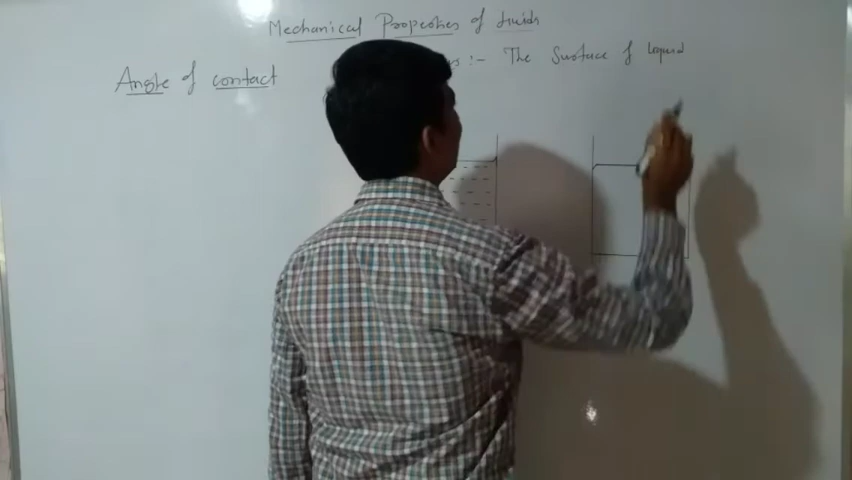 Mechanical Properties of fluids
:- The Surface of liquid
Angle of contact